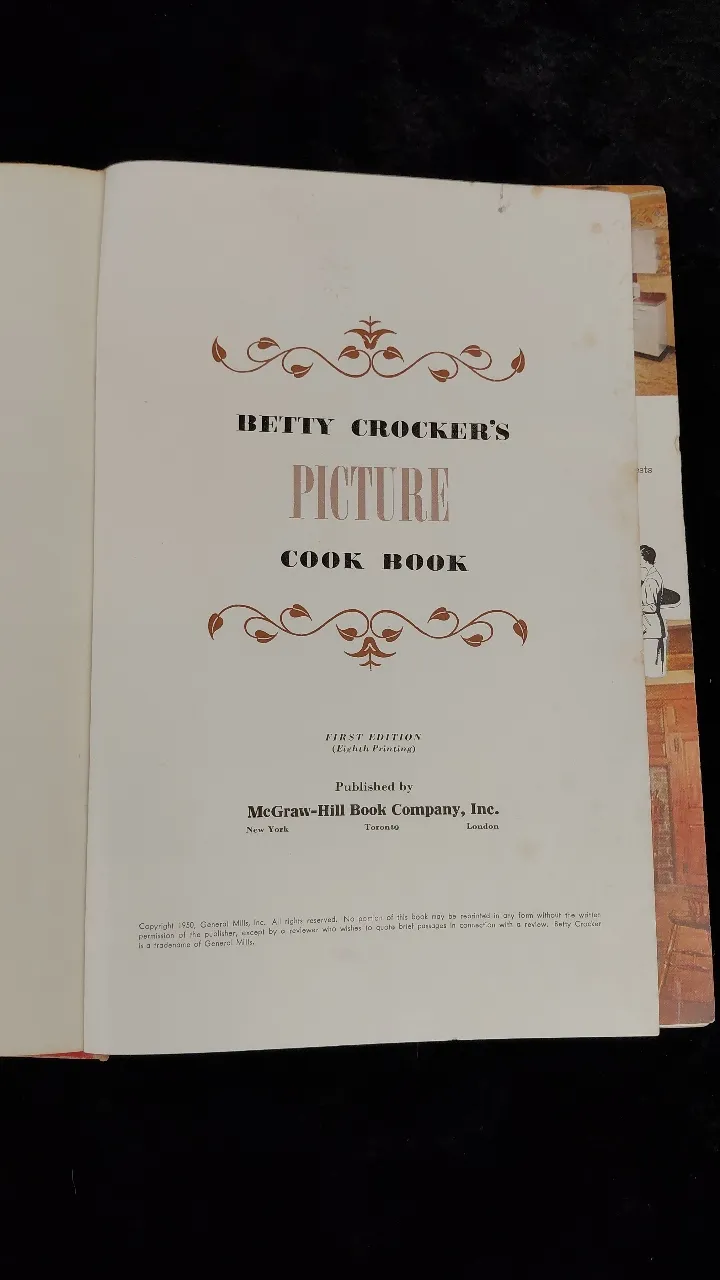 BETTY CROCKER'S
PICTURE
COOK BOOK
FIRST EDITION
(Eighth Printing)
Published by
McGraw-Hill Book Company, Inc.
New York Toronto London
Copyright 1950, General Mills, Inc. All rights reserved. No portion of this book may be reprinted in any form without the written
permission of the publisher, except by a reviewer who wishes to quote brief passages in connection with a review. Betty Crocker
is a tradename of General Mills.